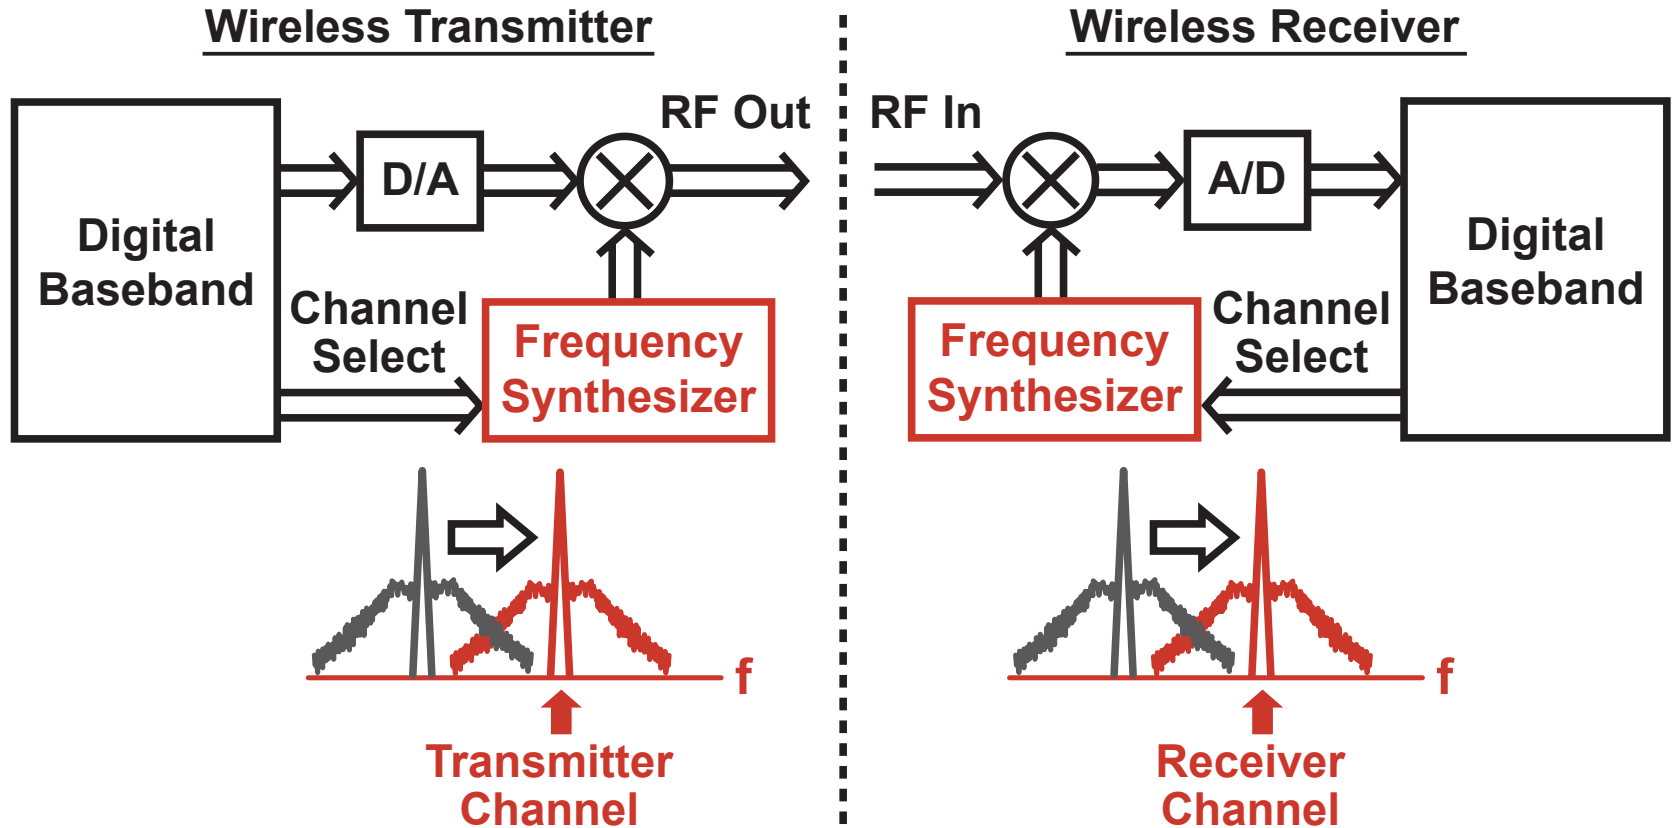 Wireless Transmitter
RF Out
D/A
Digital
Baseband
Channel
Select
Frequency
Synthesizer
f
Transmitter
Channel
Wireless Receiver
RF In
A/D
Digital
Baseband
Channel
Select
Frequency
Synthesizer
f
Receiver
Channel